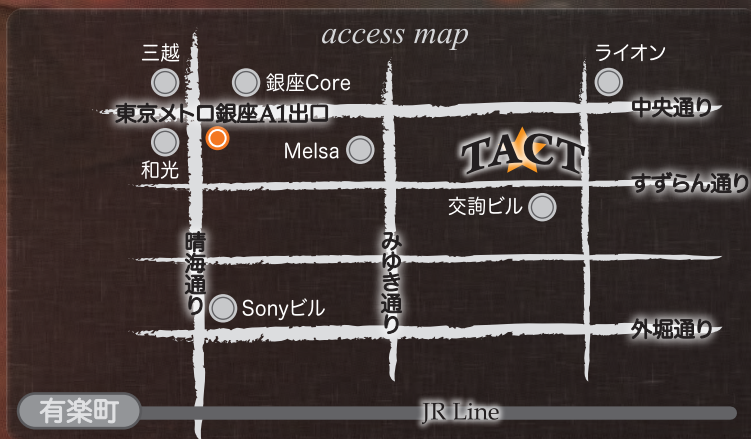 access map
三越
ライオン
銀座Core
中央通り
東京メトロ銀座A1出口
Melsa
TACT
和光
すずらん通り
交詢ビル
晴海通り
みゆき通り
Sonyビル
外堀通り
有楽町
JR Line